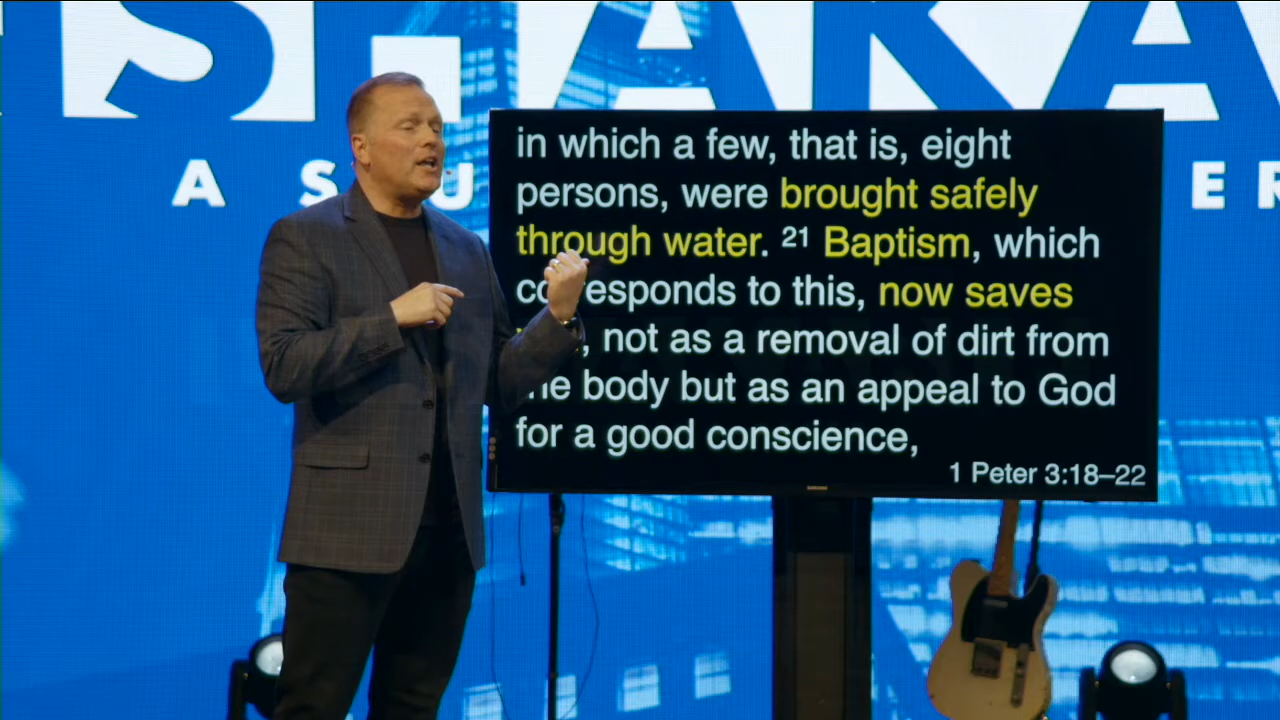 A SU
ER
in which a few, that is, eight
persons, were brought safely
through water. 21 Baptism, which
corresponds to this, now saves
, not as a removal of dirt from
body but as an appeal to God
for a good conscience,
1 Peter 3:18–22